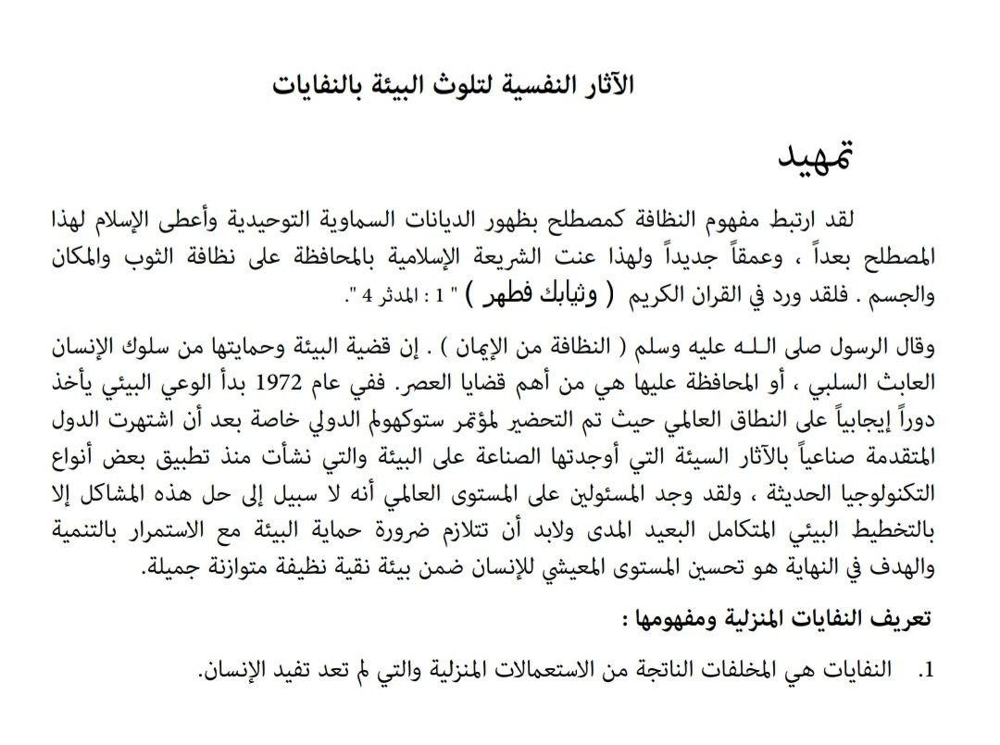 الآثار النفسية لتلوث البيئة بالنفايات
تمهيد
لقد ارتبط مفهوم النظافة كمصطلح بظهور الديانات السماوية التوحيدية وأعطى الإسلام لهذا
المصطلح بعداً ، وعمقاً جديداً ولهذا عنت الشريعة الإسلامية بالمحافظة على نظافة الثوب والمكان
والجسم . فلقد ورد في القران الكريم ( وثيابك فطهر ) " 1 : المدثر 4 ".
وقال الرسول صلى الـلـه عليه وسلم ( النظافة من الإيمان ) . إن قضية البيئة وحمايتها من سلوك الإنسان
العابث السلبي ، أو المحافظة عليها هي من أهم قضايا العصر. ففي عام 1972 بدأ الوعي البيئي يأخذ
دوراً إيجابياً على النطاق العالمي حيث تم التحضير لمؤتمر ستوكهولم الدولي خاصة بعد أن اشتهرت الدول
المتقدمة صناعياً بالآثار السيئة التي أوجدتها الصناعة على البيئة والتي نشأت منذ تطبيق بعض أنواع
التكنولوجيا الحديثة ، ولقد وجد المسئولين على المستوى العالمي أنه لا سبيل إلى حل هذه المشاكل إلا
بالتخطيط البيئي المتكامل البعيد المدى ولابد أن تتلازم ضرورة حماية البيئة مع الاستمرار بالتنمية
والهدف في النهاية هو تحسين المستوى المعيشي للإنسان ضمن بيئة نقية نظيفة متوازنة جميلة.
تعريف النفايات المنزلية ومفهومها :
1. النفايات هي المخلفات الناتجة من الاستعمالات المنزلية والتي لم تعد تفيد الإنسان.